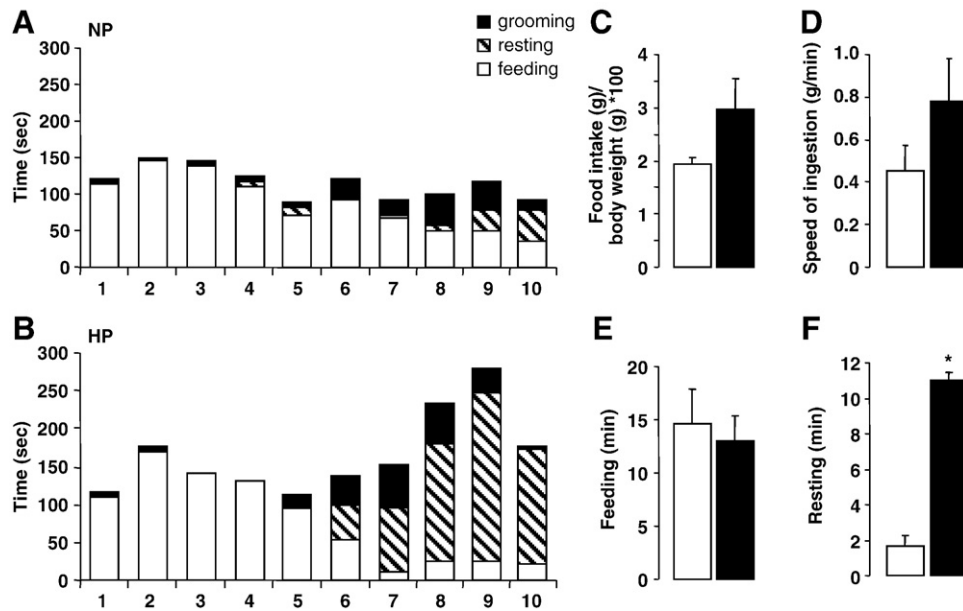 A
NP
grooming
resting
feeding
Time (sec)
300
250
200
150
100
50
0
1 2 3 4 5 6 7 8 9 10
B
HP
Time (sec)
300
250
200
150
100
50
0
1 2 3 4 5 6 7 8 9 10
C
Food intake (g)/
body weight (g) *100
4
3
2
1
0
D
Speed of ingestion (g/min)
1.0
0.8
0.6
0.4
0.2
0
E
Feeding (min)
20
15
10
5
0
F
Resting (min)
12
10
8
6
4
2
0
*